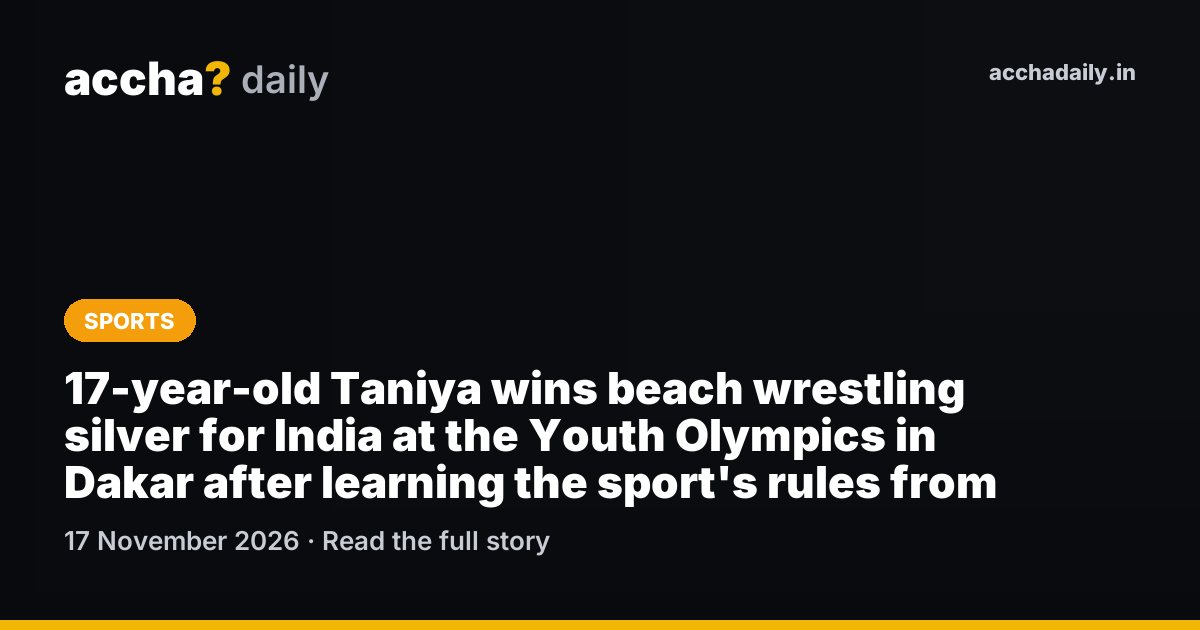 accha? daily
acchadaily.in
SPORTS
17-year-old Taniya wins beach wrestling
silver for India at the Youth Olympics in
Dakar after learning the sport's rules from
17 November 2026 · Read the full story